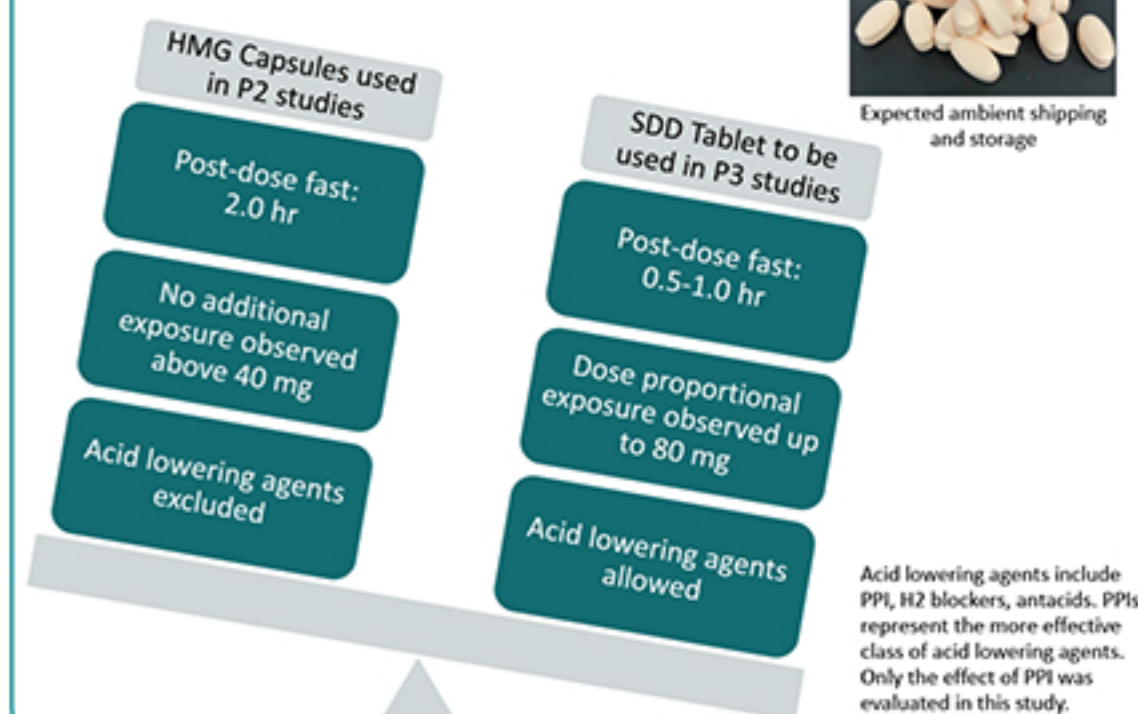 HMG Capsules used
in P2 studies
Post-dose fast:
2.0 hr
No additional
exposure observed
above 40 mg
Acid lowering agents
excluded
SDD Tablet to be
used in P3 studies
Post-dose fast:
0.5-1.0 hr
Dose proportional
exposure observed up
to 80 mg
Acid lowering agents
allowed
Expected ambient shipping
and storage
Acid lowering agents include
PPI, H2 blockers, antacids. PPIs
represent the more effective
class of acid lowering agents.
Only the effect of PPI was
evaluated in this study.